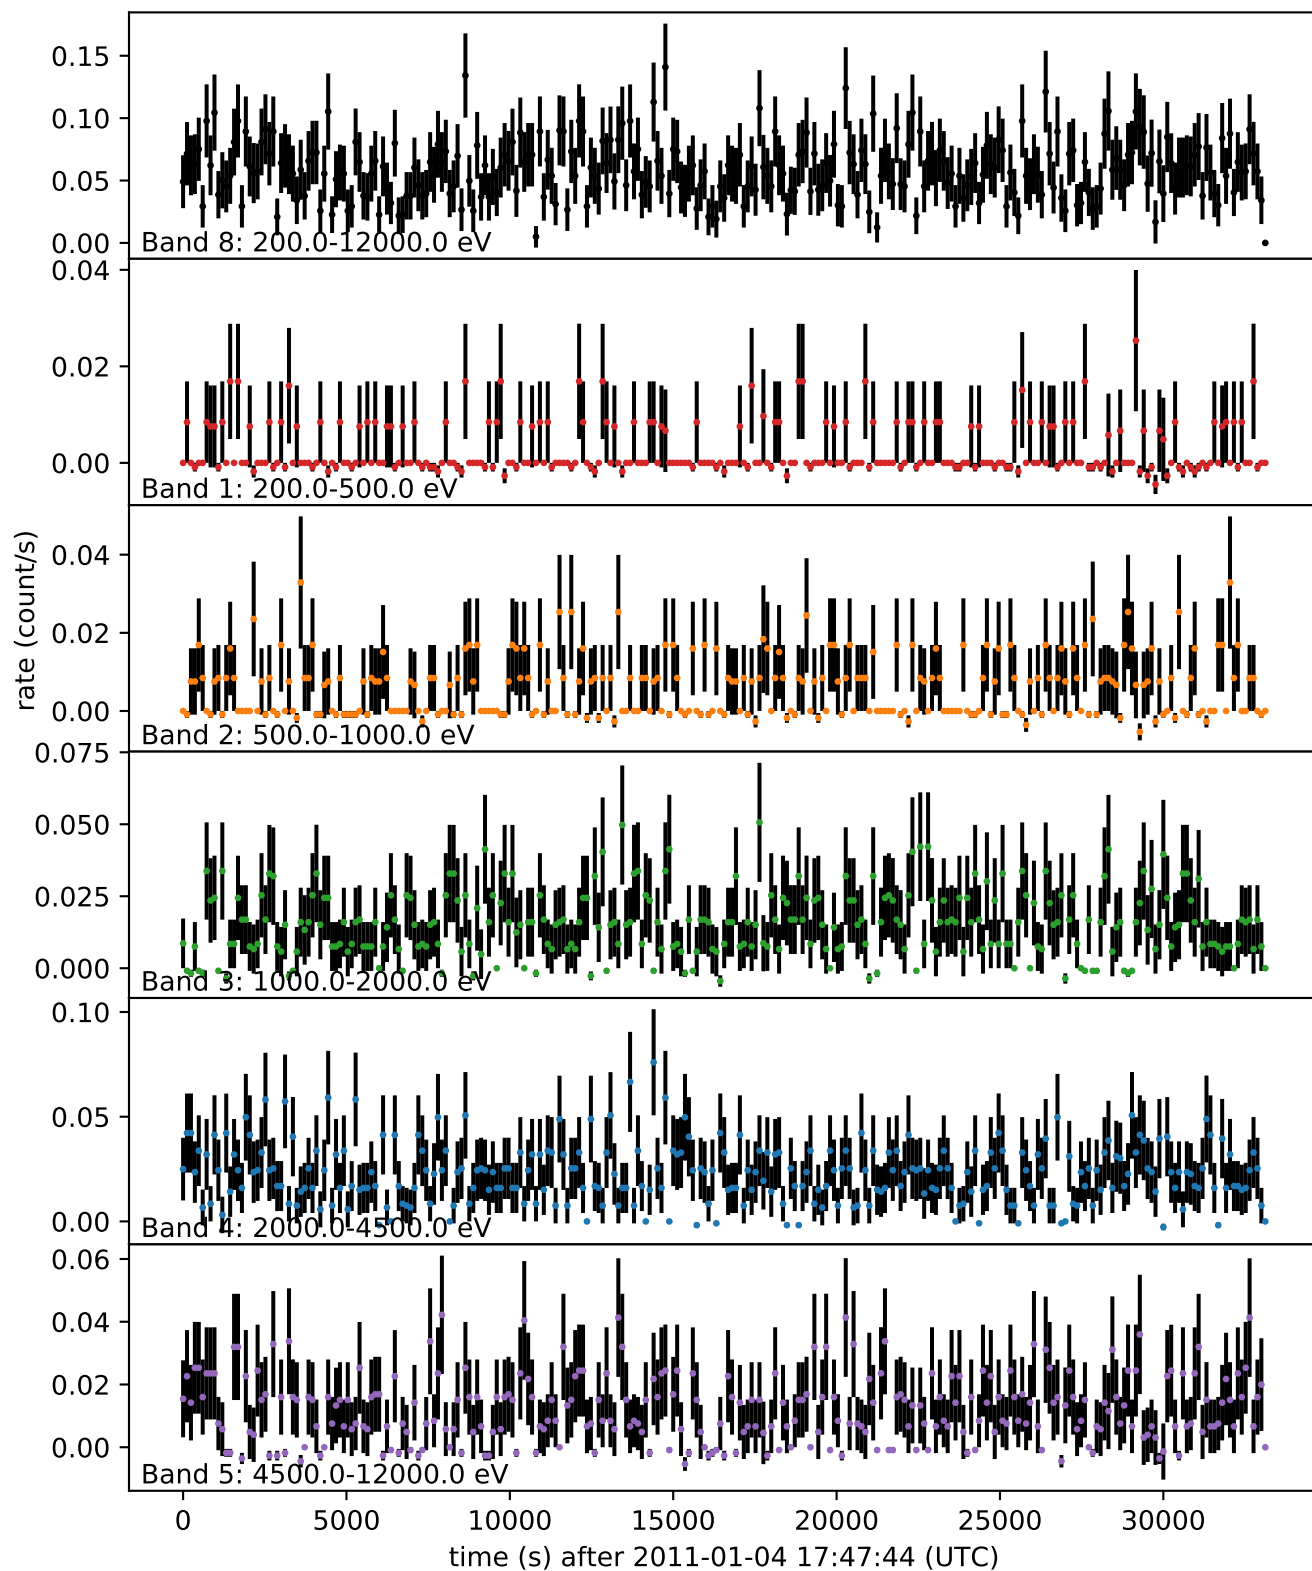 0.15
0.10
0.05
0.00
Band 8: 200.0-12000.0 eV
0.04
0.02
0.00
Band 1: 200.0-500.0 eV
rate (count/s)
0.04
0.02
0.00
Band 2: 500.0-1000.0 eV
0.075
0.050
0.025
0.000
Band 3: 1000.0-2000.0 eV
0.10
0.05
0.00
Band 4: 2000.0-4500.0 eV
0.06
0.04
0.02
0.00
Band 5: 4500.0-12000.0 eV
0 5000 10000 15000 20000 25000 30000
time (s) after 2011-01-04 17:47:44 (UTC)